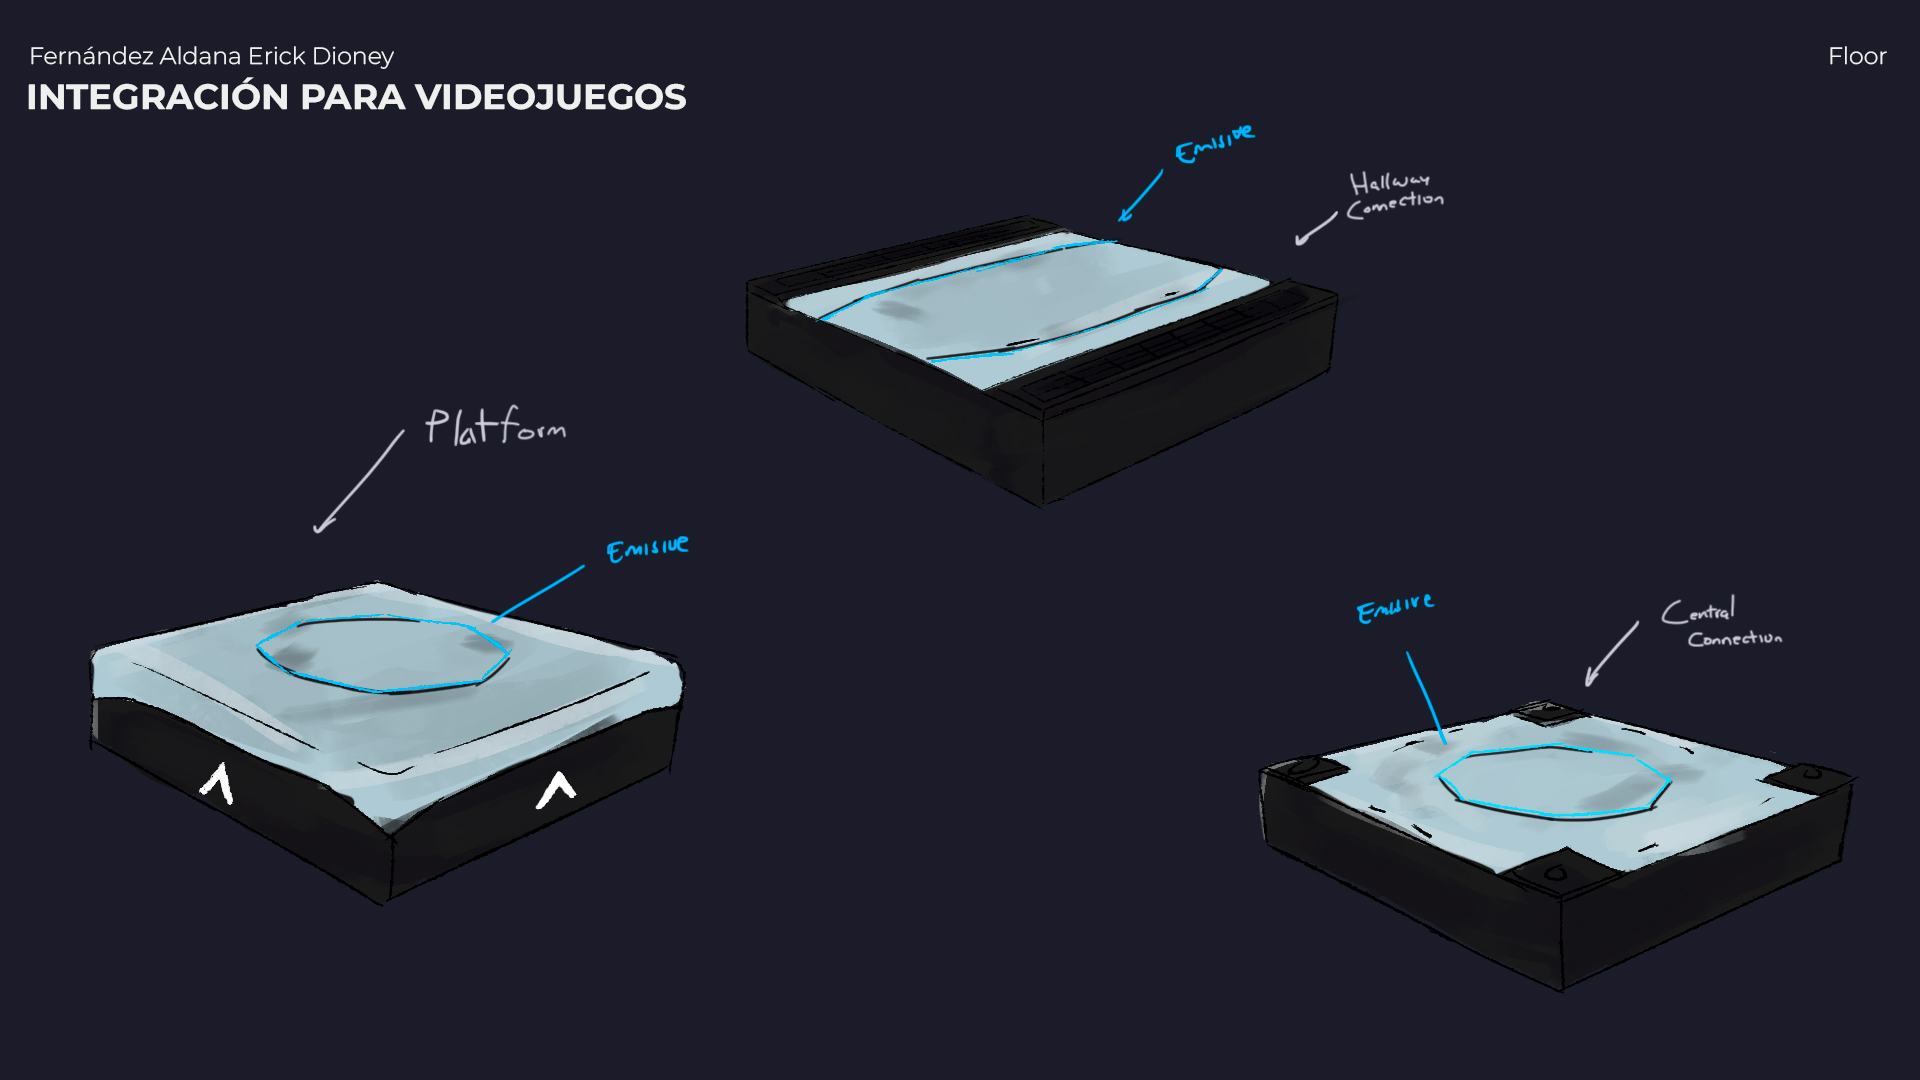 Fernández Aldana Erick Dioney
INTEGRACIÓN PARA VIDEOJUEGOS
Floor
Emisive
Hallway
Connection
Platform
Emisive
Emisive
Central
Connection